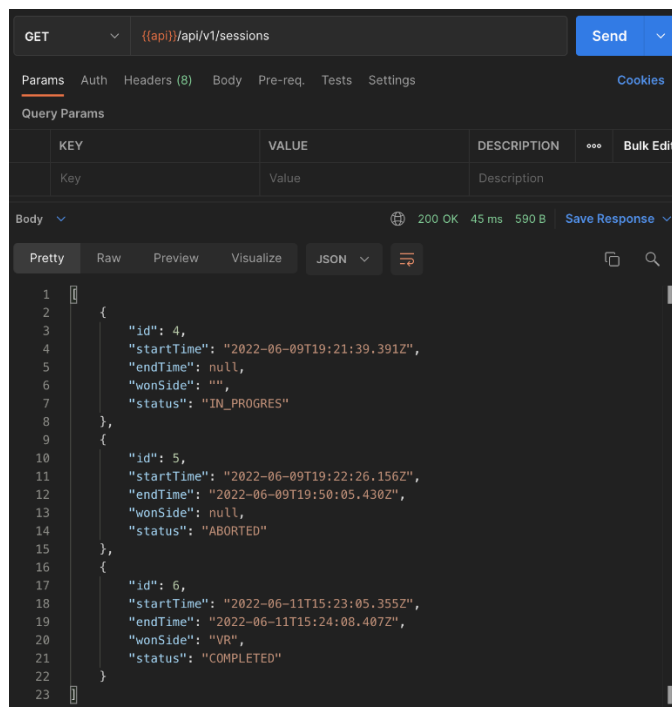 GET {{api}}/api/v1/sessions Send
Params Auth Headers (8) Body Pre-req. Tests Settings Cookies
Query Params
KEY VALUE DESCRIPTION ooo Bulk Edit
Key Value Description
Body 200 OK 45 ms 590 B Save Response
Pretty Raw Preview Visualize JSON
1 [
2 {
3 "id": 4,
4 "startTime": "2022-06-09T19:21:39.391Z",
5 "endTime": null,
6 "wonSide": "",
7 "status": "IN_PROGRES"
8 },
9 {
10 "id": 5,
11 "startTime": "2022-06-09T19:22:26.156Z",
12 "endTime": "2022-06-09T19:50:05.430Z",
13 "wonSide": null,
14 "status": "ABORTED"
15 },
16 {
17 "id": 6,
18 "startTime": "2022-06-11T15:23:05.355Z",
19 "endTime": "2022-06-11T15:24:08.407Z",
20 "wonSide": "VR",
21 "status": "COMPLETED"
22 }
23 ]